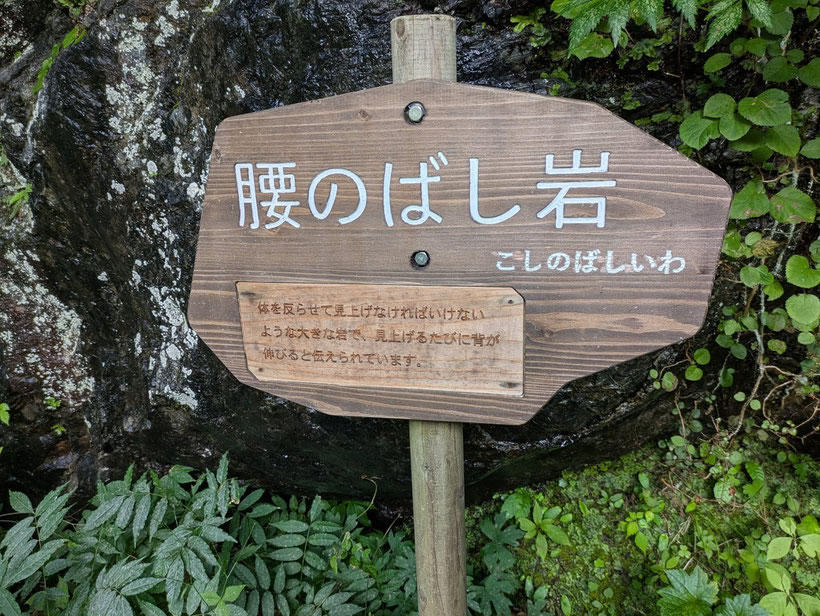 腰のばし岩
こしのばしいわ
体を反らせて見上げなければいけない
ような大きな岩で、見上げるたびに背が
伸びると伝えられています。